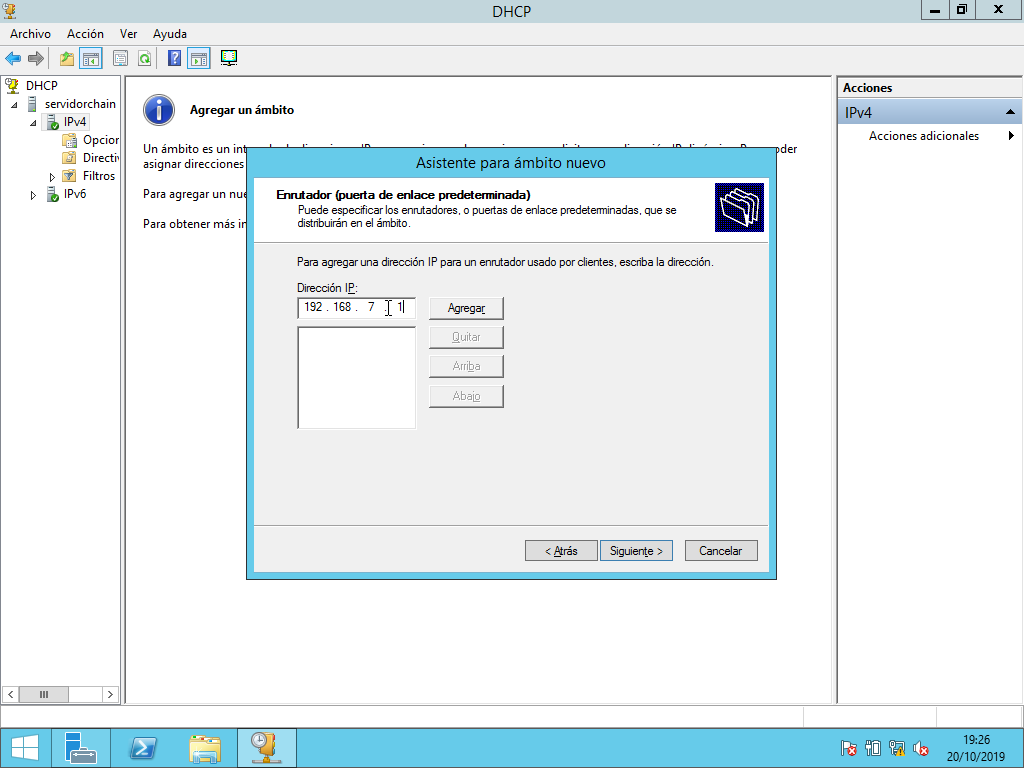 DHCP
Archivo Acción Ver Ayuda
DHCP
servidorchain
IPv4
Opcior
Directi
Filtros
IPv6
Agregar un ámbito
Un ámbito es un
asignar direcciones
Para agregar un nue
Para obtener más in
oder
Asistente para ámbito nuevo
Enrutador (puerta de enlace predeterminada)
Puede especificar los enrutadores, o puertas de enlace predeterminadas, que se
distribuirán en el ámbito.
Para agregar una dirección IP para un enrutador usado por clientes, escriba la dirección.
Dirección IP:
192 . 168 . 7 . 1
Agregar
Quitar
Arriba
Abajo
< Atrás Siguiente > Cancelar
Acciones
IPv4
Acciones adicionales
19:26
20/10/2019